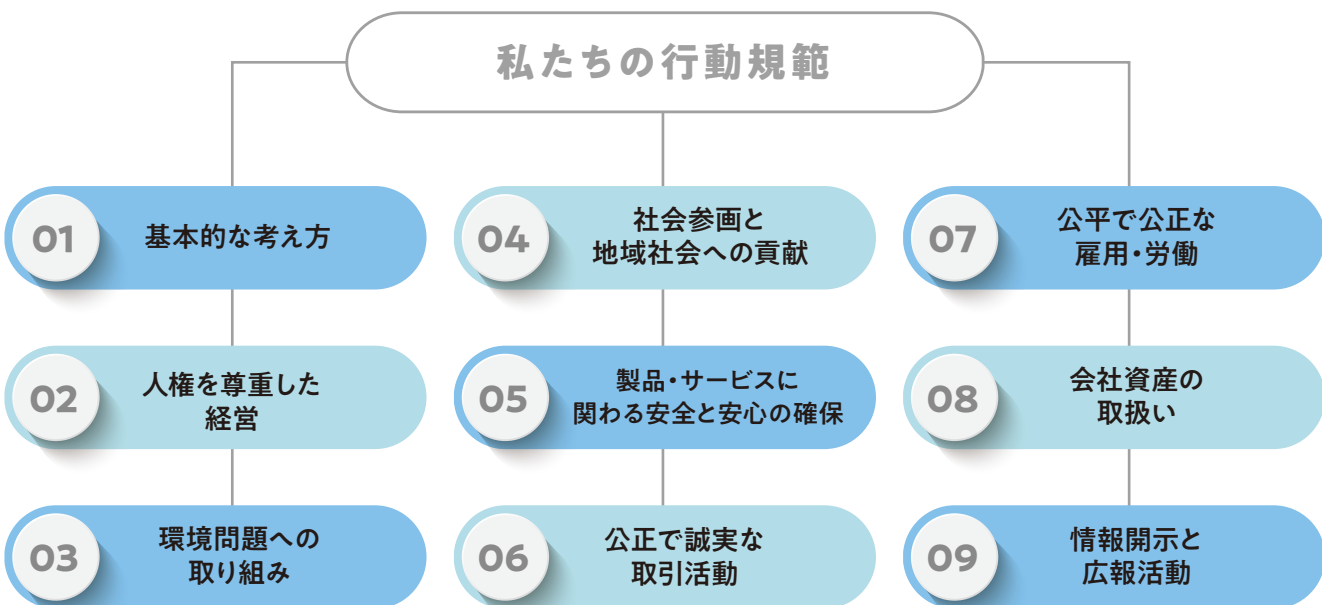 私たちの行動規範
01
基本的な考え方
02
人権を尊重した
経営
03
環境問題への
取り組み
04
社会参画と
地域社会への貢献
05
製品・サービスに
関わる安全と安心の確保
06
公正で誠実な
取引活動
07
公平で公正な
雇用・労働
08
会社資産の
取扱い
09
情報開示と
広報活動